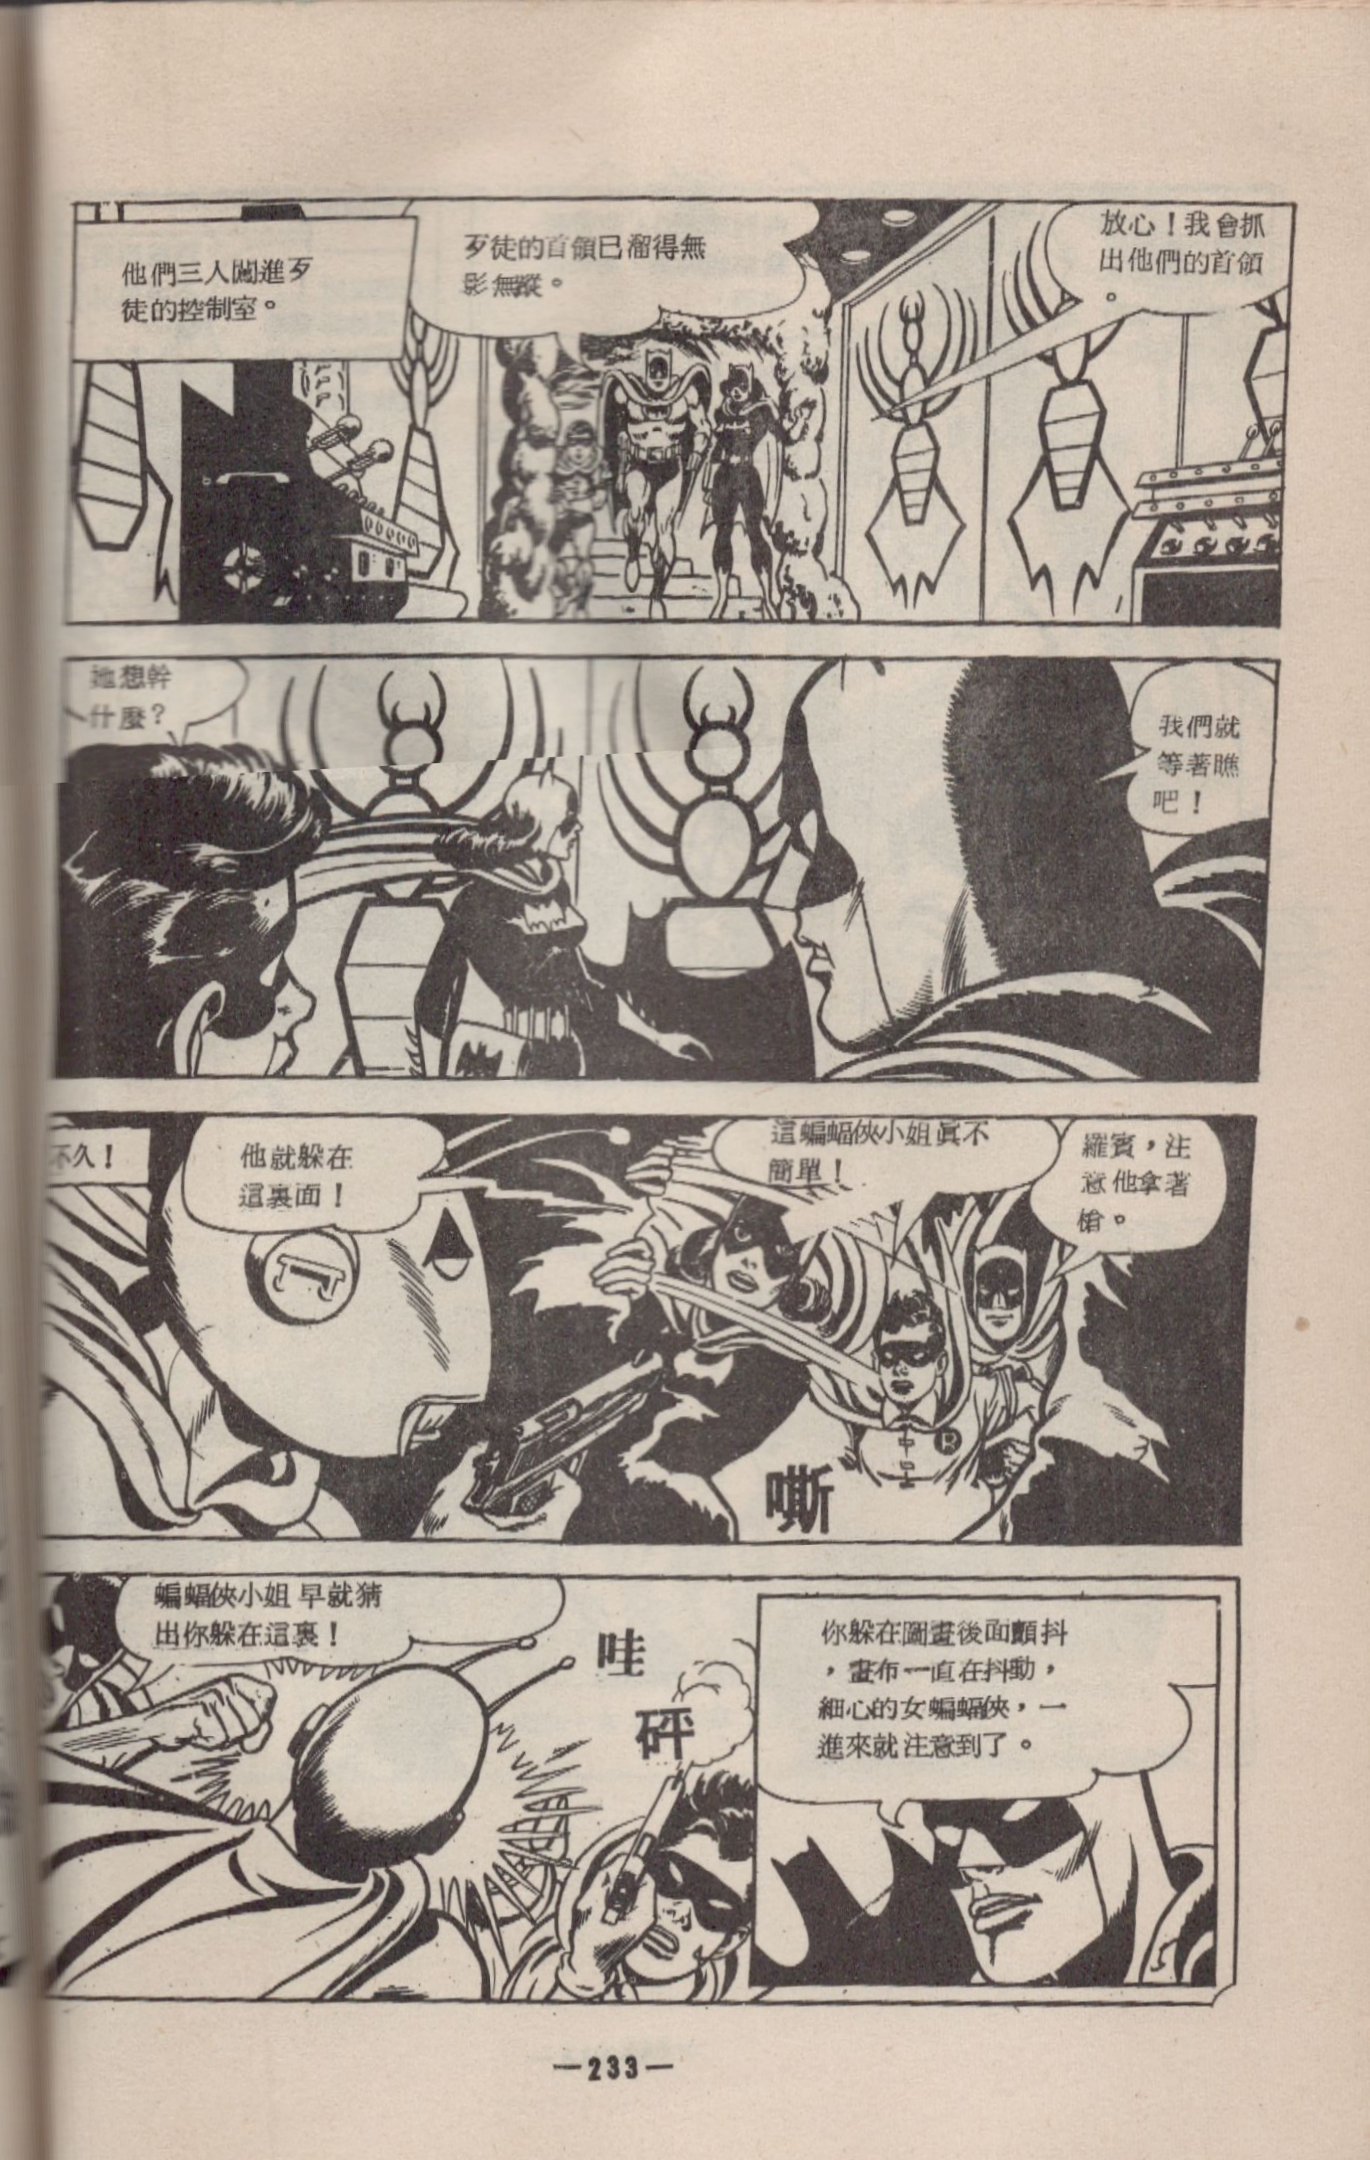 他們三人闖進歹
徒的控制室。
歹徒的首領已溜得無
影無蹤。
放心！我會抓
出他們的首領
。
她想幹
什麼？
我們就
等著瞧
吧！
不久！
他就躲在
這裏面！
這蝙蝠俠小姐眞不
簡單！
羅賓，注
意他拿著
槍。
R
嘶
蝙蝠俠小姐早就猜
出你躲在這裏！
哇
砰
你躲在圖畫後面顫抖
，畫布一直在抖動，
細心的女蝙蝠俠，一
進來就注意到了。
—233—